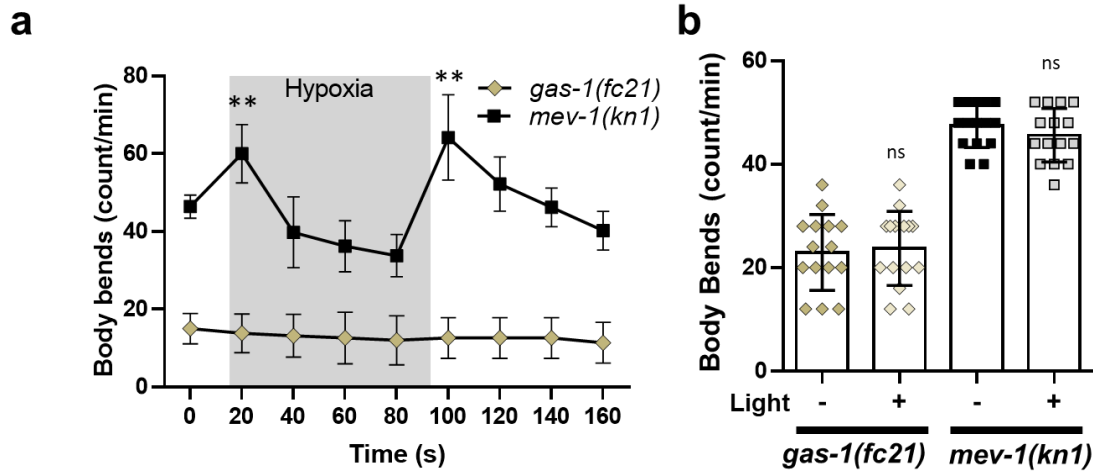 a
Body bends (count/min)
80
60
40
20
0
Hypoxia
**
**
gas-1(fc21)
mev-1(kn1)
0 20 40 60 80 100 120 140 160
Time (s)
b
Body Bends (count/min)
60
40
20
0
ns
ns
Light - + - +
gas-1(fc21) mev-1(kn1)